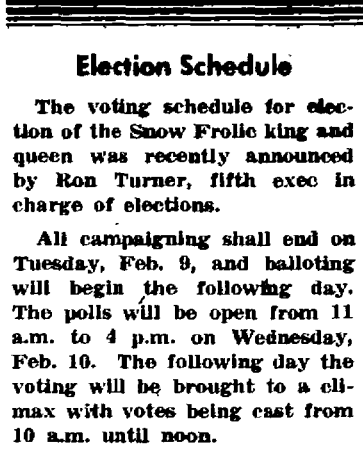 Election Schedule
The voting schedule for elec-
tion of the Snow Frolic king and
queen was recently announced
by Ron Turner, fifth exec in
charge of elections.
All campaigning shall end on
Tuesday, Feb. 9, and balloting
will begin the following day.
The polls will be open from 11
a.m. to 4 p.m. on Wednesday,
Feb. 10. The following day the
voting will be brought to a cli-
max with votes being cast from
10 a.m. until noon.